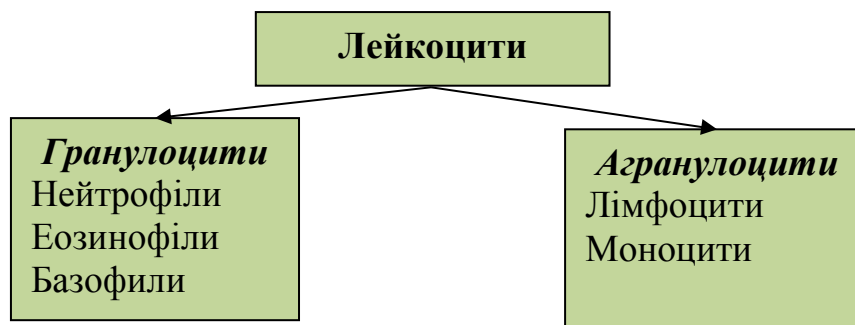 Лейкоцити
Гранулоцити
Нейтрофіли
Еозинофіли
Базофили
Агранулоцити
Лімфоцити
Моноцити